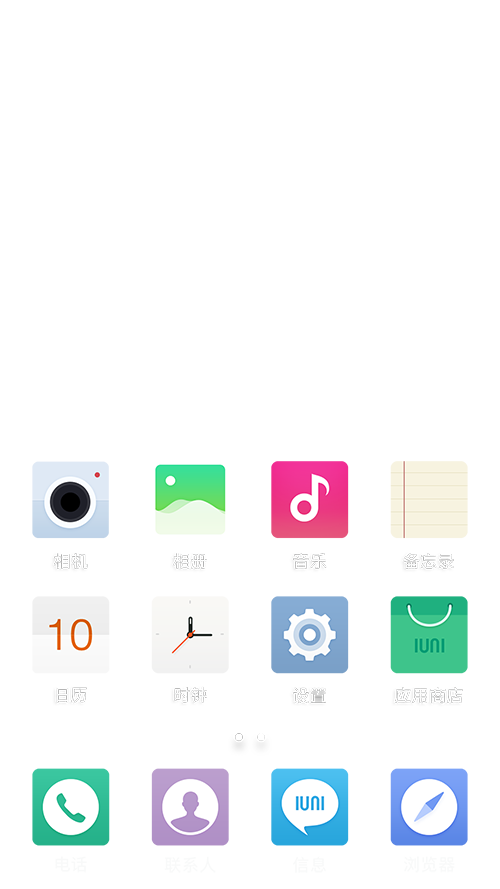 相机 相册 音乐 备忘录
10
IUNI
日历 时钟 设置 应用商店
IUNI
电话 联系人 信息 浏览器